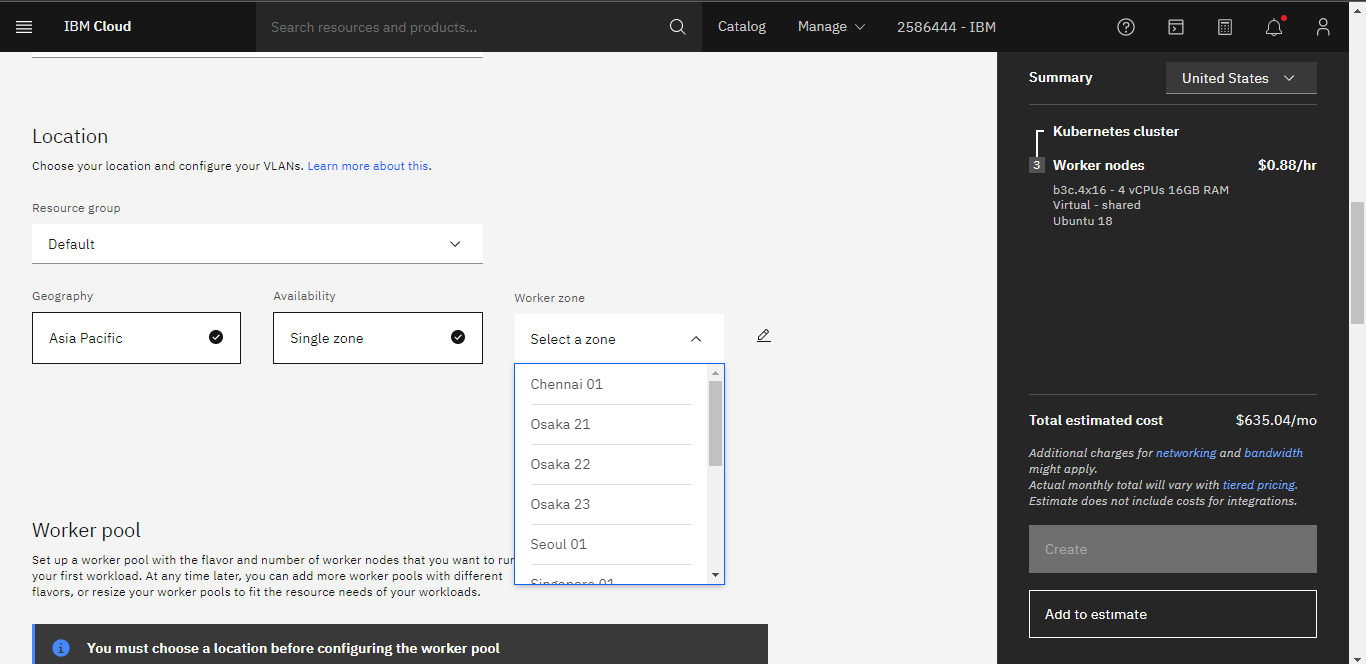 IBM Cloud
Search resources and products...
Catalog
Manage
2586444 - IBM
Location
Choose your location and configure your VLANs. Learn more about this.
Resource group
Default
Geography
Availability
Worker zone
Asia Pacific
Single zone
Select a zone
Chennai 01
Osaka 21
Osaka 22
Osaka 23
Seoul 01
Singapore 01
Worker pool
Set up a worker pool with the flavor and number of worker nodes that you want to run
your first workload. At any time later, you can add more worker pools with different
flavors, or resize your worker pools to fit the resource needs of your workloads.
You must choose a location before configuring the worker pool
Summary
United States
Kubernetes cluster
3
Worker nodes
$0.88/hr
b3c.4x16 - 4 vCPUs 16GB RAM
Virtual - shared
Ubuntu 18
Total estimated cost
$635.04/mo
Additional charges for networking and bandwidth
might apply.
Actual monthly total will vary with tiered pricing.
Estimate does not include costs for integrations.
Create
Add to estimate